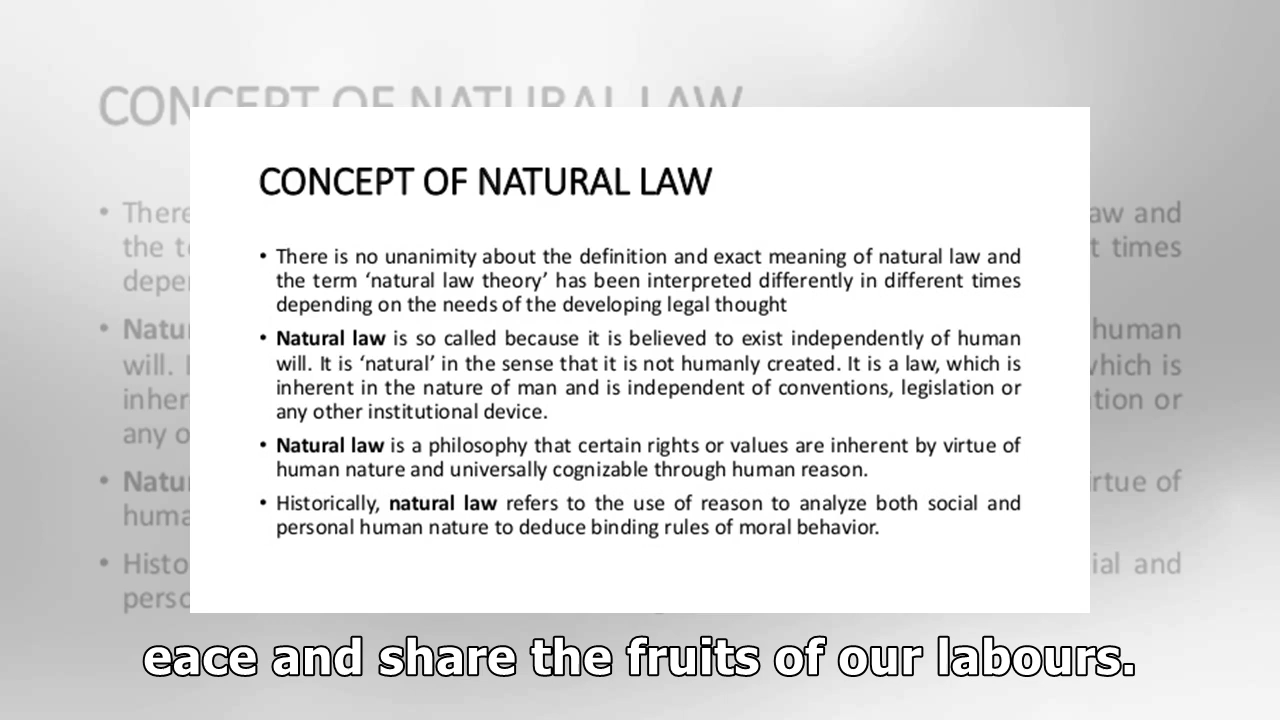 CONCEPT OF NATURAL LAW
• There is no unanimity about the definition and exact meaning of natural law and
the term ‘natural law theory’ has been interpreted differently in different times
depending on the needs of the developing legal thought
• Natural law is so called because it is believed to exist independently of human
will. It is ‘natural’ in the sense that it is not humanly created. It is a law, which is
inherent in the nature of man and is independent of conventions, legislation or
any other institutional device.
• Natural law is a philosophy that certain rights or values are inherent by virtue of
human nature and universally cognizable through human reason.
• Historically, natural law refers to the use of reason to analyze both social and
personal human nature to deduce binding rules of moral behavior.
eace and share the fruits of our labours.